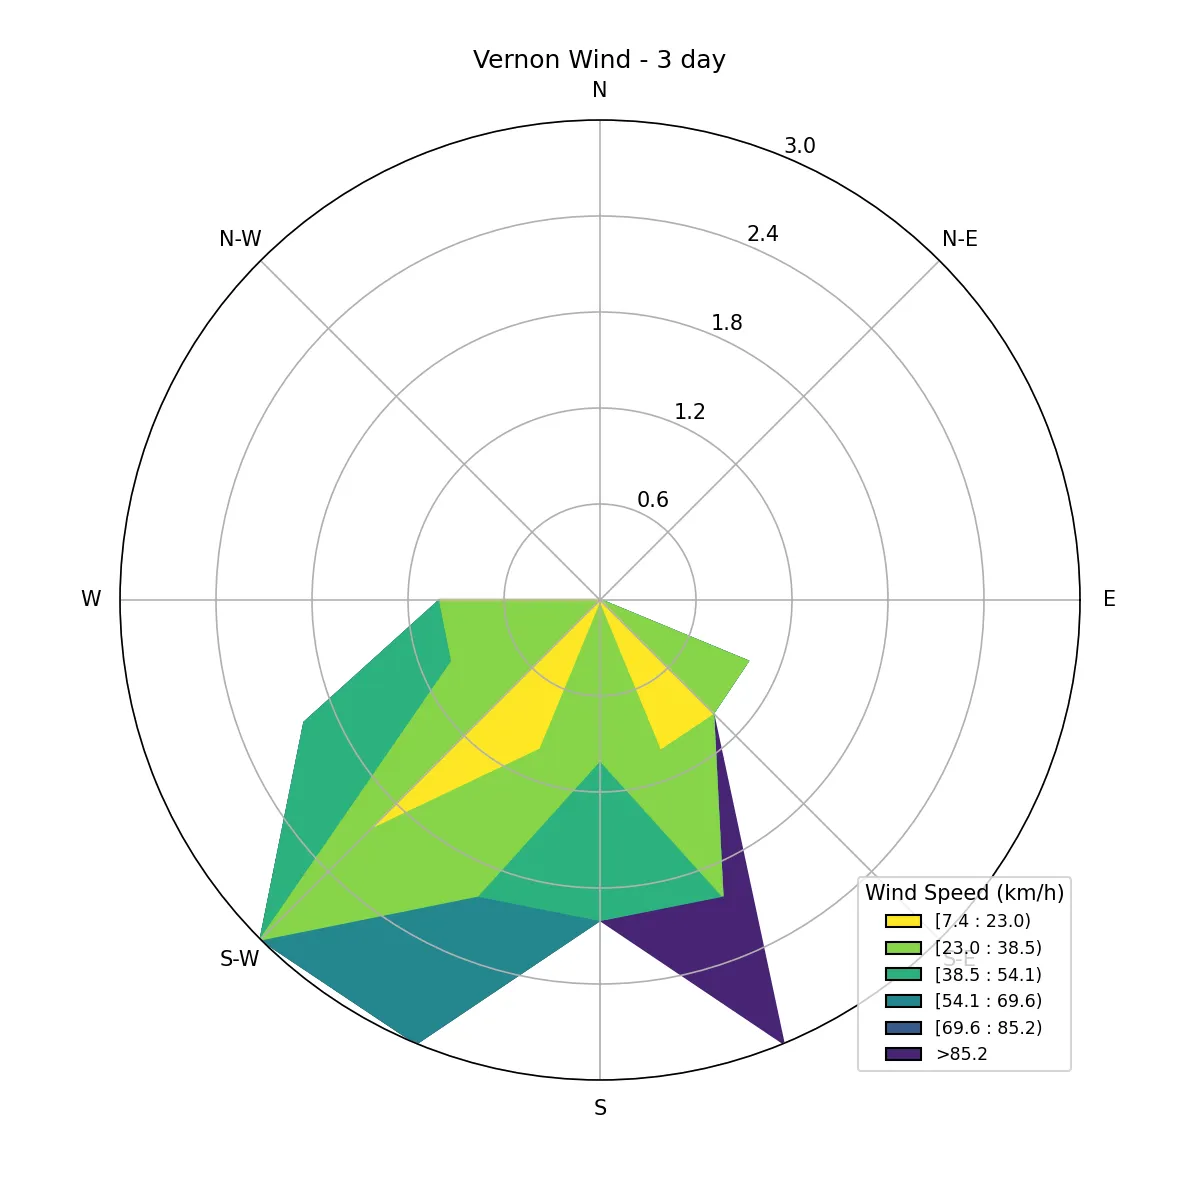 Vernon Wind - 3 day
N
3.0
N-W
2.4
N-E
1.8
1.2
0.6
W
E
S-W
S-E
S
Wind Speed (km/h)
[7.4 : 23.0)
[23.0 : 38.5)
[38.5 : 54.1)
[54.1 : 69.6)
[69.6 : 85.2)
>85.2